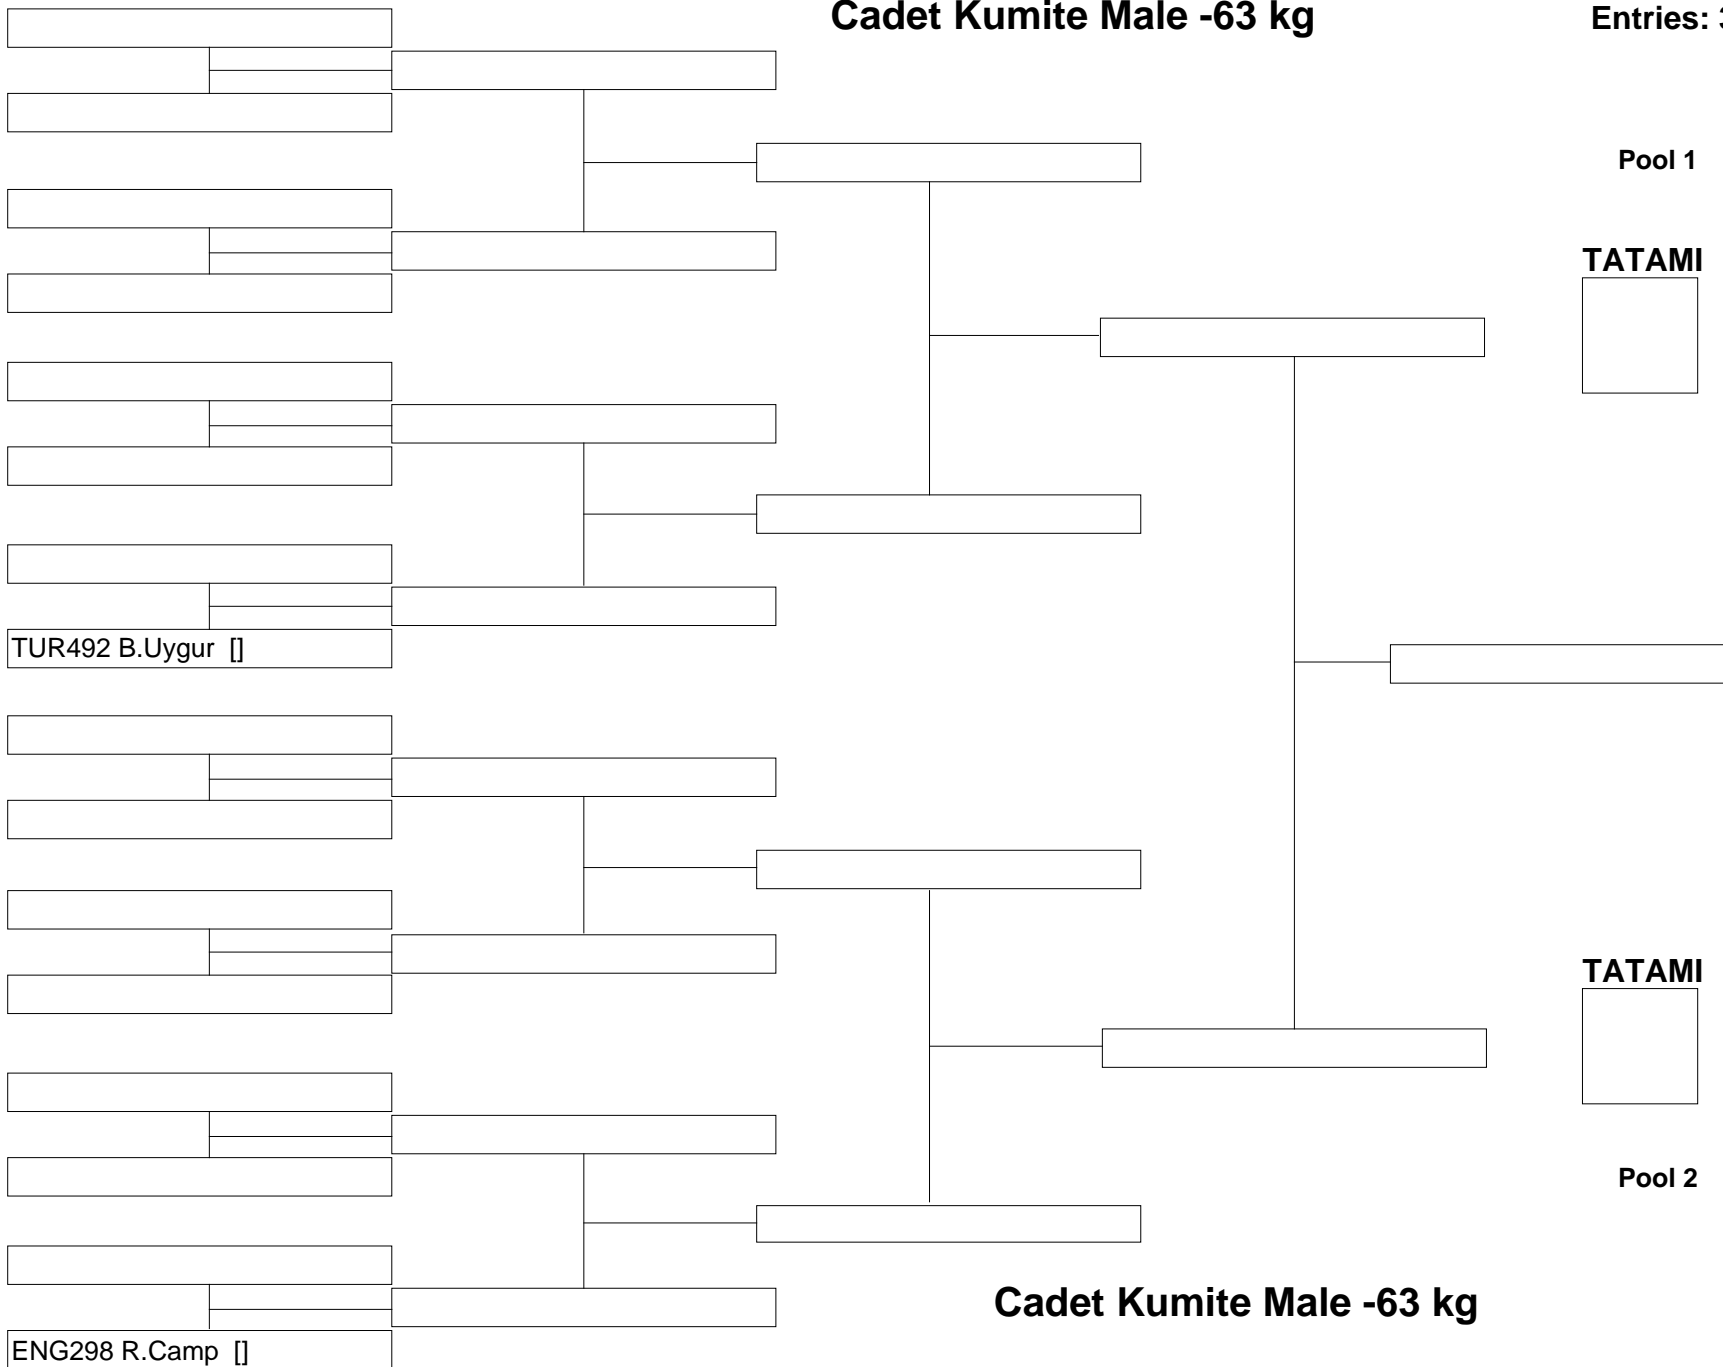 Cadet Kumite Male -63 kg
Entries: 3
Pool 1
TATAMI
TUR492 B.Uygur []
TATAMI
Pool 2
Cadet Kumite Male -63 kg
ENG298 R.Camp []